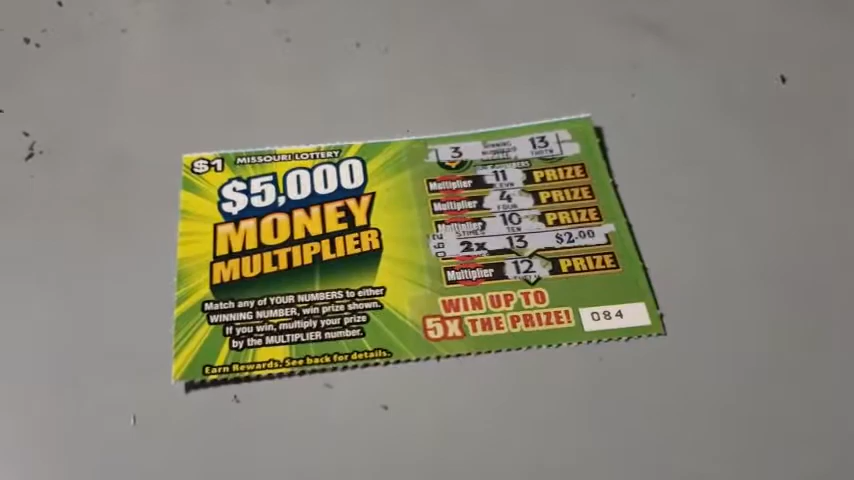 $1 MISSOURI LOTTERY
$5,000
MONEY
MULTIPLIER
Match any of YOUR NUMBERS to either
WINNING NUMBER, win prize shown.
If you win, multiply your prize
by the MULTIPLIER number.
Earn Rewards. See back for details.
3 WINNING 13
Multiplier 11 PRIZE
Multiplier 4 PRIZE
FOUR
Multiplier 10 PRIZE
TEN
2X 13 $2.00
Multiplier 12 PRIZE
WIN UP TO
5X THE PRIZE!
084